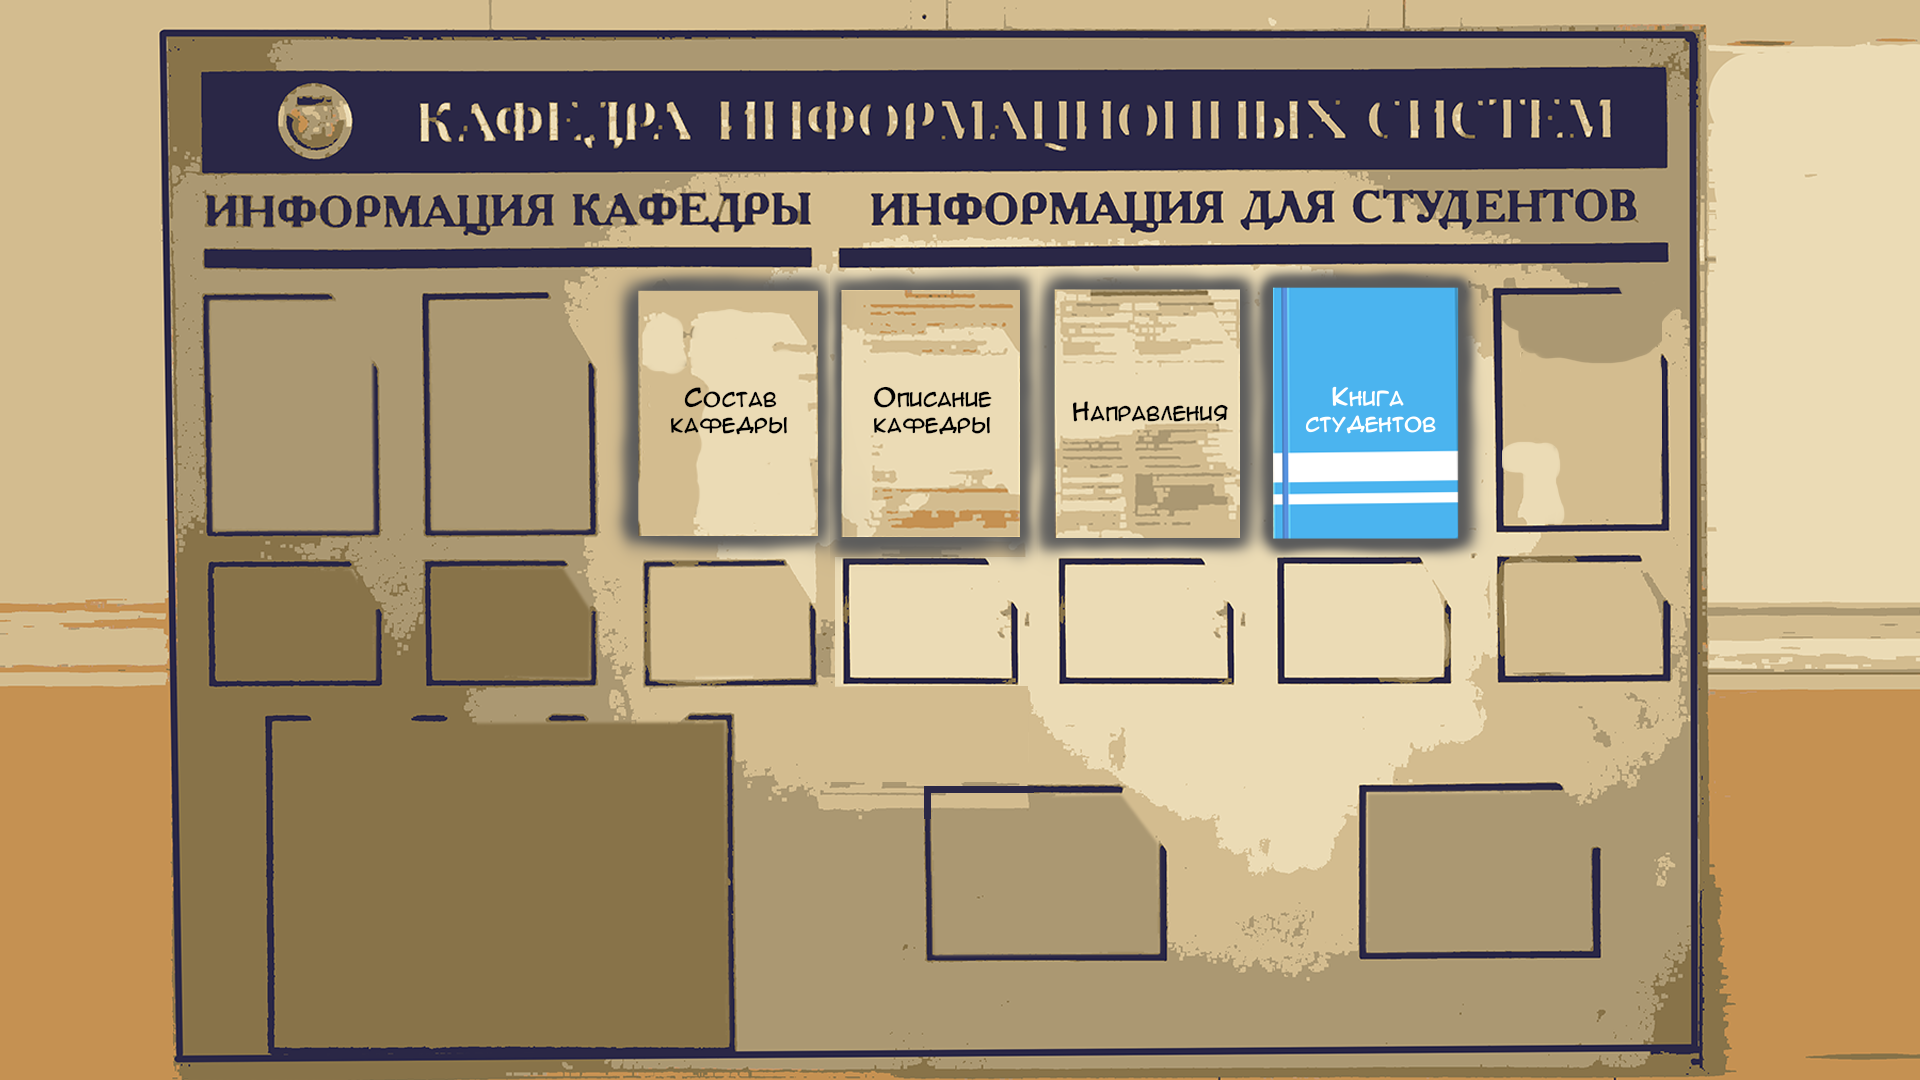 КАФЕДРА ИНФОРМАЦИОННЫХ СИСТЕМ
ИНФОРМАЦИЯ КАФЕДРЫ
ИНФОРМАЦИЯ ДЛЯ СТУДЕНТОВ
Состав
кафедры
Описание
кафедры
Направления
Книга
студентов